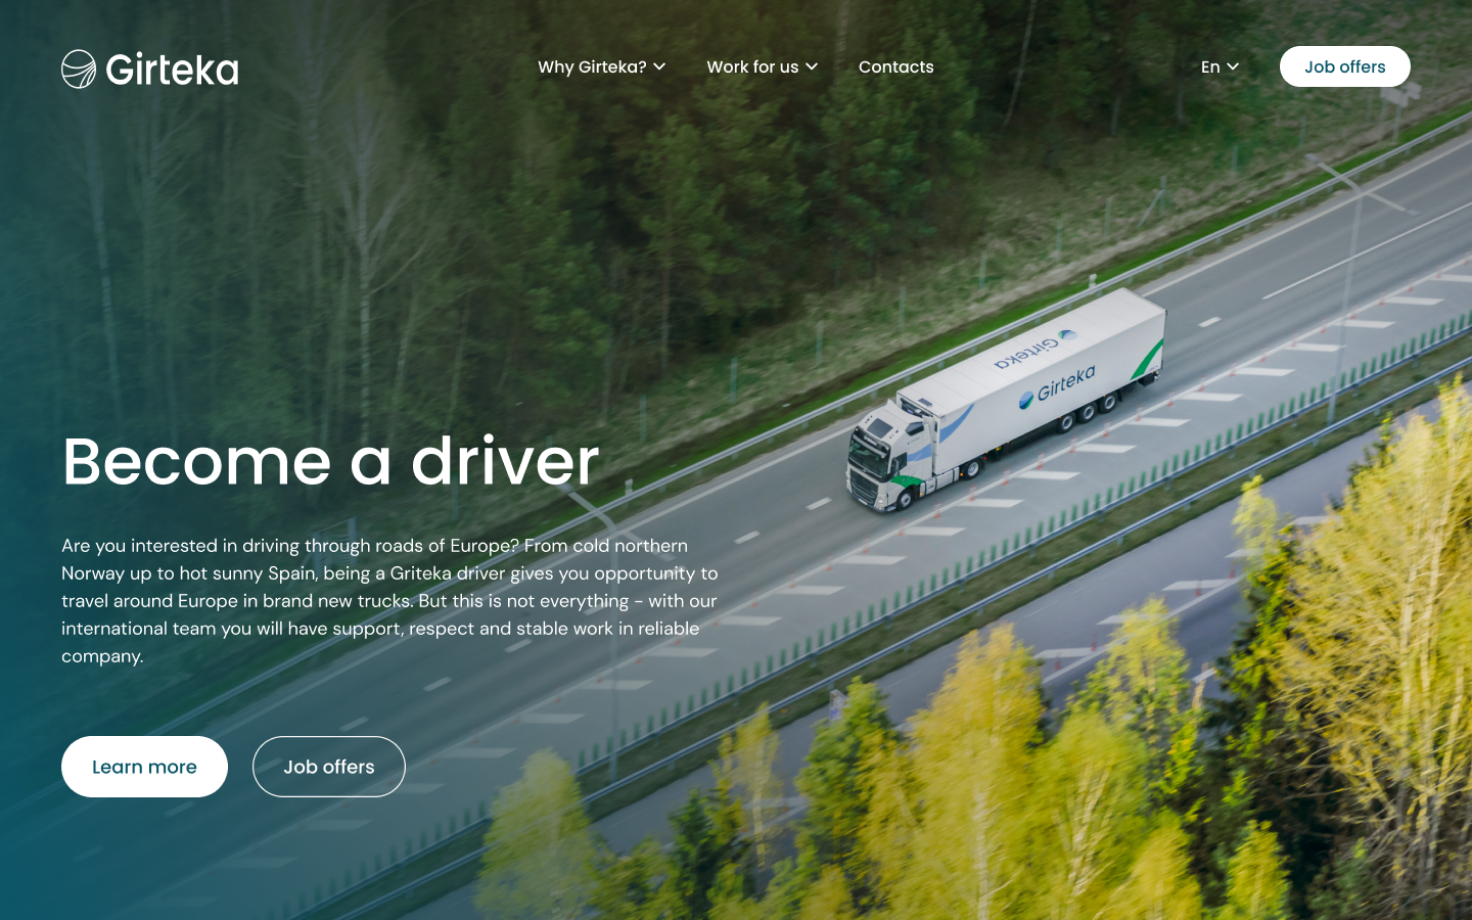 Girteka
Why Girteka?
Work for us
Contacts
En
Job offers
Girteka
Girteka
Become a driver
Are you interested in driving through roads of Europe? From cold northern
Norway up to hot sunny Spain, being a Griteka driver gives you opportunity to
travel around Europe in brand new trucks. But this is not everything - with our
international team you will have support, respect and stable work in reliable
company.
Learn more
Job offers